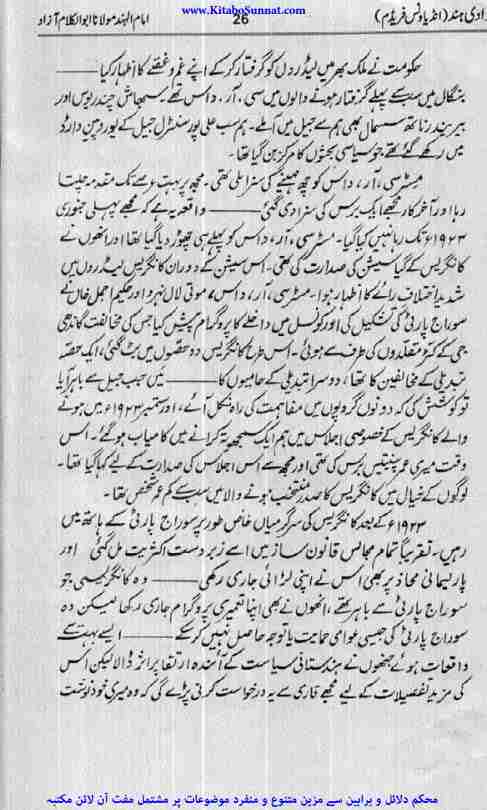 www.KitaboSunnat.com
ادی ہند (انڈیا ونس فریڈم)
26
امام الہند مولانا ابوالکلام آزاد
حکومت نے ملک بھر میں لیڈروں کو گرفتار کر کے اپنے غم و غصے کا اظہار کیا ———
بنگال میں سب سے پہلے گرفتار ہونے والوں میں سی، آر، داس تھے۔ سبھاش چندر بوس اور
بیریندر ناتھ سسمال بھی ہم سے جیل میں آملے۔ ہم سب علی پور سنٹرل جیل کے یورپین وارڈ
میں رکھے گئے تھے جو سیاسی بحثوں کا مرکز بن گیا تھا۔
مسٹر سی، آر، داس کو چھ مہینے کی سزا ملی تھی۔ مجھ پر بہت عرصے تک مقدمہ چلتا
رہا اور آخر کار مجھے ایک برس کی سزا دی گئی ——— واقعہ یہ ہے کہ مجھے پہلی جنوری
۱۹۲۳ء تک رہا نہیں کیا گیا۔ مسٹر سی، آر، داس کو پہلے ہی چھوڑ دیا گیا تھا اور انھوں نے
کانگریس کے گیا سیشن کی صدارت کی تھی۔ اس سیشن کے دوران کانگریس لیڈروں میں
شدید اختلاف رائے کا اظہار ہوا۔ مسٹر سی، آر، داس، موتی لال نہرو اور حکیم اجمل خاں نے
سوراج پارٹی کی تشکیل کی اور کونسل میں داخلے کا پروگرام پیش کیا جس کی مخالفت گاندھی
جی کے کٹر مقلدوں کی طرف سے ہوئی۔ اس طرح کانگریس دو حصوں میں بٹ گئی، ایک حصہ
تبدیلی کے مخالفین کا تھا، دوسرا تبدیلی کے حامیوں کا ——— میں جب جیل سے باہر آیا
تو کوشش کی کہ دونوں گروپوں میں مفاہمت کی راہ نکل آئے، اور ستمبر ۱۹۲۳ء میں ہونے
والے کانگریس کے خصوصی اجلاس میں ہم ایک سمجھوتہ کرانے میں کامیاب ہو گئے۔ اس
وقت میری عمر پینتیس برس کی تھی اور مجھ سے اس اجلاس کی صدارت کے لیے کہا گیا تھا۔
لوگوں کے خیال میں کانگریس کا صدر منتخب ہونے والا میں سب سے کم عمر شخص تھا۔
۱۹۲۳ء کے بعد کانگریس کی سرگرمیاں خاص طور پر سوراج پارٹی کے ہاتھ میں
رہیں۔ تقریباً تمام مجالس قانون ساز میں اسے زبردست اکثریت مل گئی اور
پارلیمانی محاذ پر بھی اس نے اپنی لڑائی جاری رکھی ——— وہ کانگریسی جو
سوراج پارٹی سے باہر تھے، انھوں نے بھی اپنا تعمیری پروگرام جاری رکھا لیکن وہ
سوراج پارٹی کی جیسی عوامی حمایت یا توجہ حاصل نہیں کر سکے ——— ایسے بہت سے
واقعات ہوئے جنھوں نے ہندستانی سیاست کے آئندہ ارتقا پر اثر ڈالا لیکن اس
کی مزید تفصیلات کے لیے مجھے قاری سے یہ درخواست کرنی پڑے گی کہ وہ میری خودنوشت
محکم دلائل و براہین سے مزین متنوع و منفرد موضوعات پر مشتمل مفت آن لائن مکتبہ